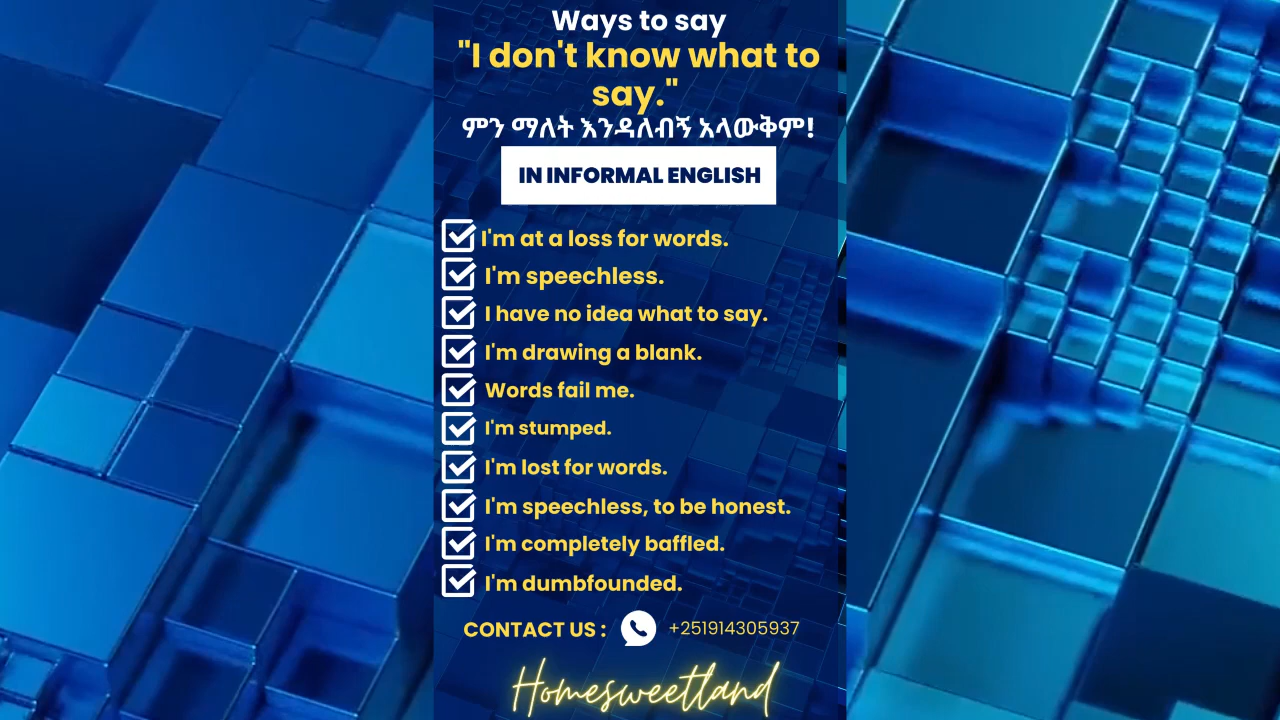 Ways to say
"I don't know what to
say."
ምን ማለት እንዳለብኝ አላውቅም!
IN INFORMAL ENGLISH
I'm at a loss for words.
I'm speechless.
I have no idea what to say.
I'm drawing a blank.
Words fail me.
I'm stumped.
I'm lost for words.
I'm speechless, to be honest.
I'm completely baffled.
I'm dumbfounded.
CONTACT US : +251914305937
Homesweetland